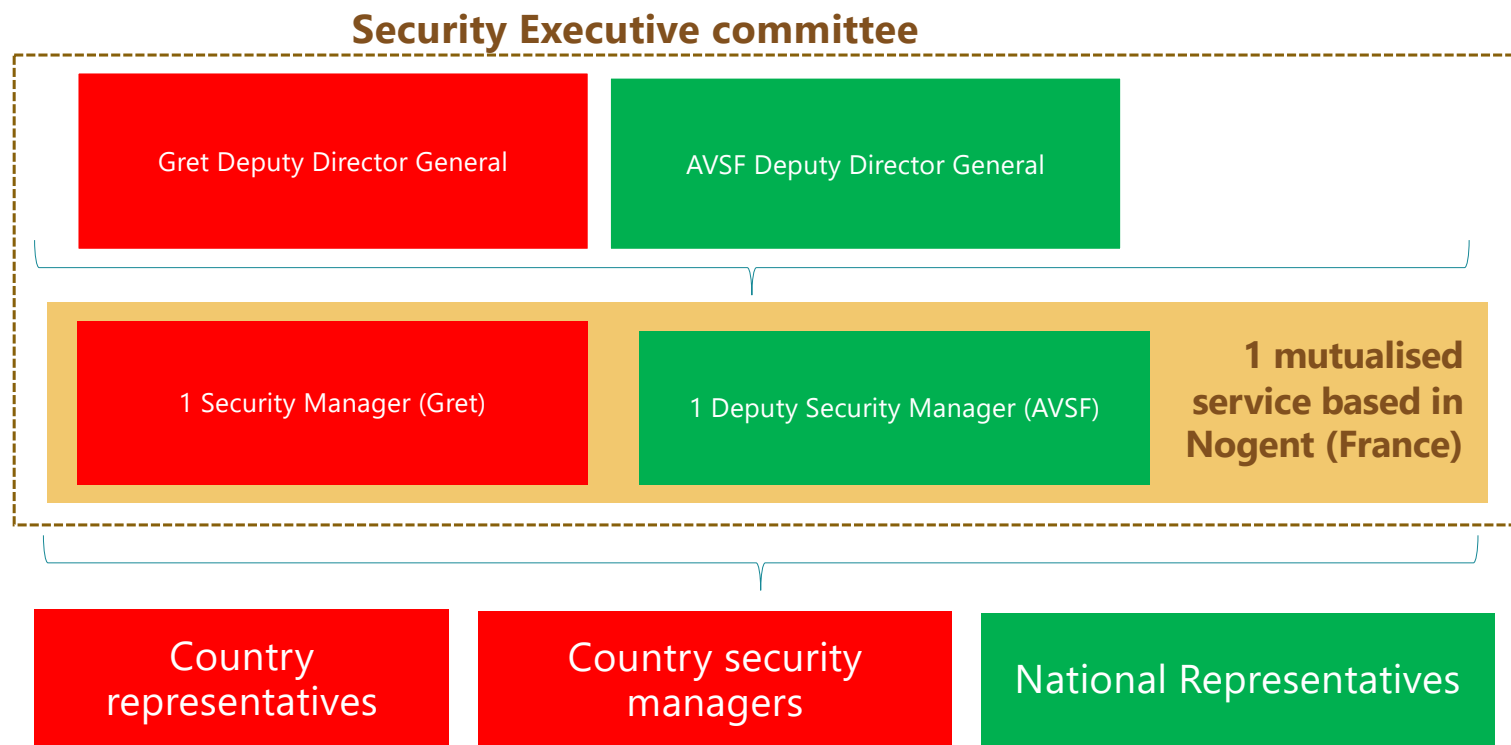 Security Executive committee
Gret Deputy Director General
AVSF Deputy Director General
1 Security Manager (Gret)
1 Deputy Security Manager (AVSF)
1 mutualised
service based in
Nogent (France)
Country
representatives
Country security
managers
National Representatives